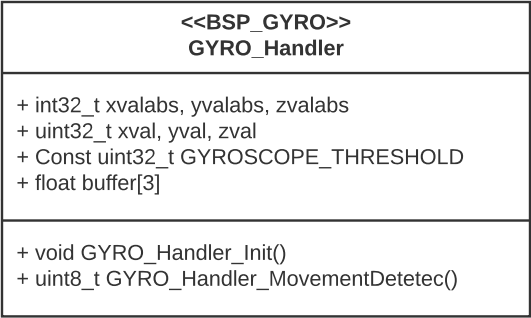 <<BSP_GYRO>>
GYRO_Handler
+ int32_t xvalabs, yvalabs, zvalabs
+ uint32_t xval, yval, zval
+ Const uint32_t GYROSCOPE_THRESHOLD
+ float buffer[3]
+ void GYRO_Handler_Init()
+ uint8_t GYRO_Handler_MovementDetetec()